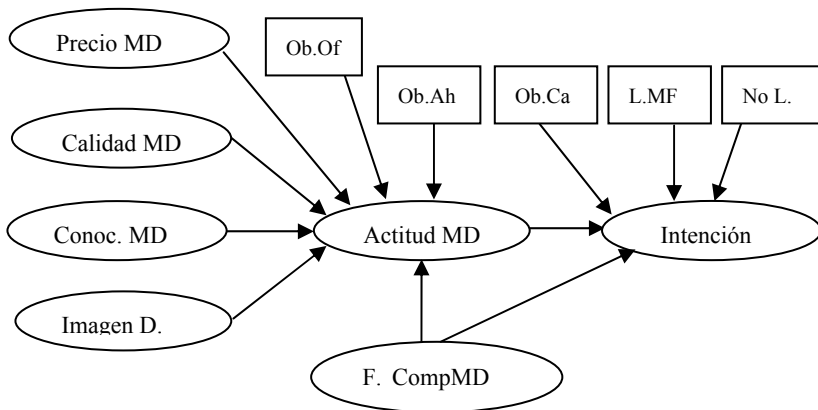 Precio MD
Ob.Of
Ob.Ah
Ob.Ca
L.MF
No L.
Calidad MD
Conoc. MD
Actitud MD
Intención
Imagen D.
F. CompMD